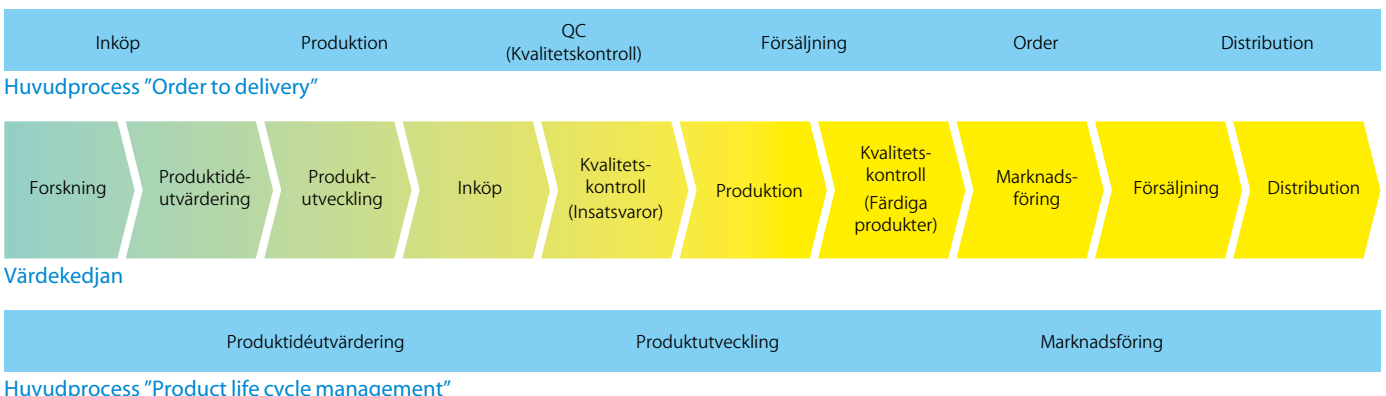 Inköp
Produktion
QC
(Kvalitetskontroll)
Försäljning
Order
Distribution
Huvudprocess ”Order to delivery”
Forskning
Produktidé-
utvärdering
Produkt-
utveckling
Inköp
Kvalitets-
kontroll
(Insatsvaror)
Produktion
Kvalitets-
kontroll
(Färdiga
produkter)
Marknads-
föring
Försäljning
Distribution
Värdekedjan
Produktidéutvärdering
Produktutveckling
Marknadsföring
Huvudprocess ”Product life cycle management”